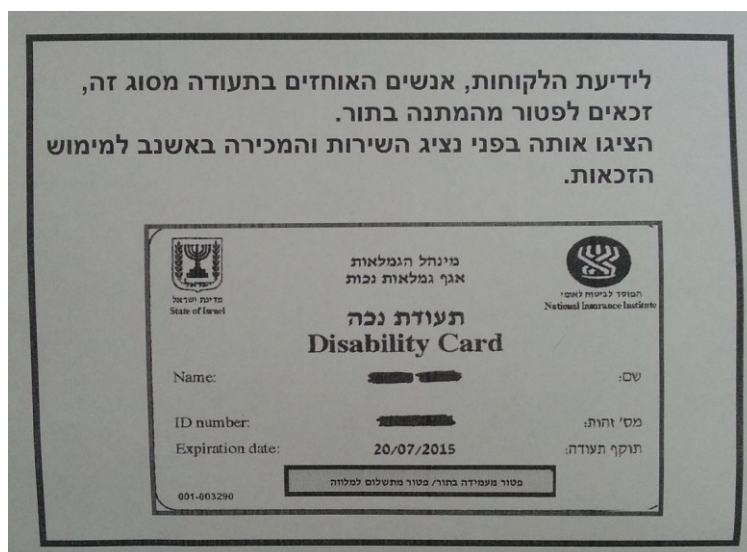 לידיעת הלקוחות, אנשים האוחזים בתעודה מסוג זה,
זכאים לפטור מהמתנה בתור.
הציגו אותה בפני נציג השירות והמכירה באשנב למימוש
הזכאות.
מינהל הגמלאות
אגף גמלאות נכות
מדינת ישראל
State of Israel
המוסד לביטוח לאומי
National Insurance Institute
תעודת נכה
Disability Card
Name: שם:
ID number: מס' זהות:
Expiration date: 20/07/2015 תוקף תעודה:
פטור מעמידה בתור/ פטור מתשלום למלווה
001-003290